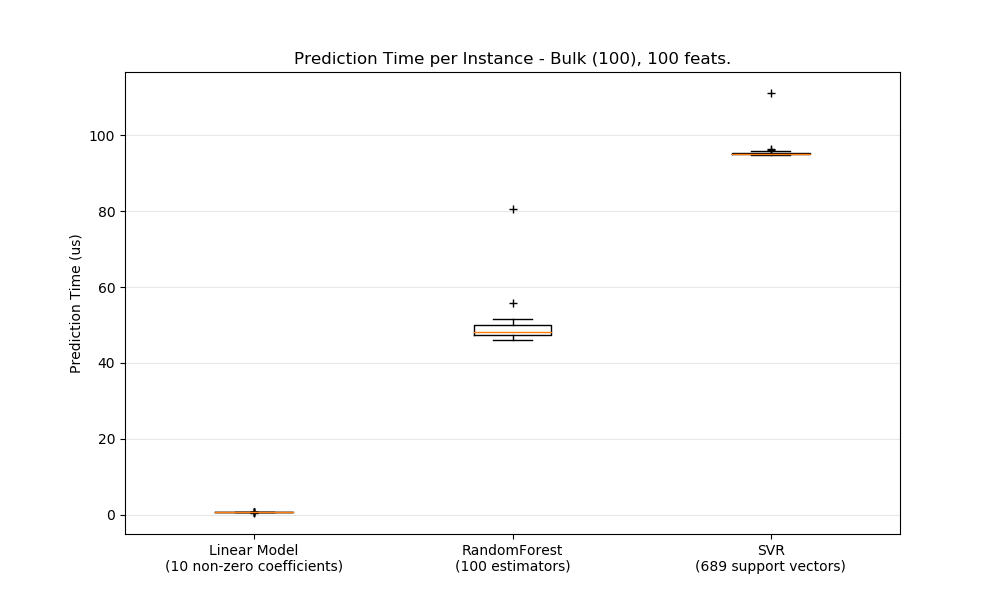 Prediction Time per Instance - Bulk (100), 100 feats.
Prediction Time (us)
100
80
60
40
20
0
Linear Model
(10 non-zero coefficients)
RandomForest
(100 estimators)
SVR
(689 support vectors)